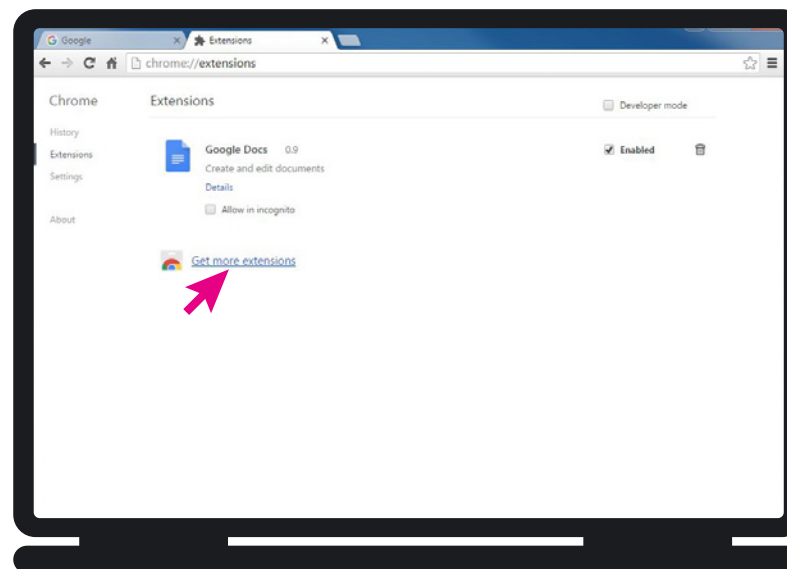 Google
Extensions
chrome://extensions
Chrome
Extensions
Developer mode
History
Extensions
Settings
About
Google Docs 0.9
Enabled
Create and edit documents
Details
Allow in incognito
Get more extensions